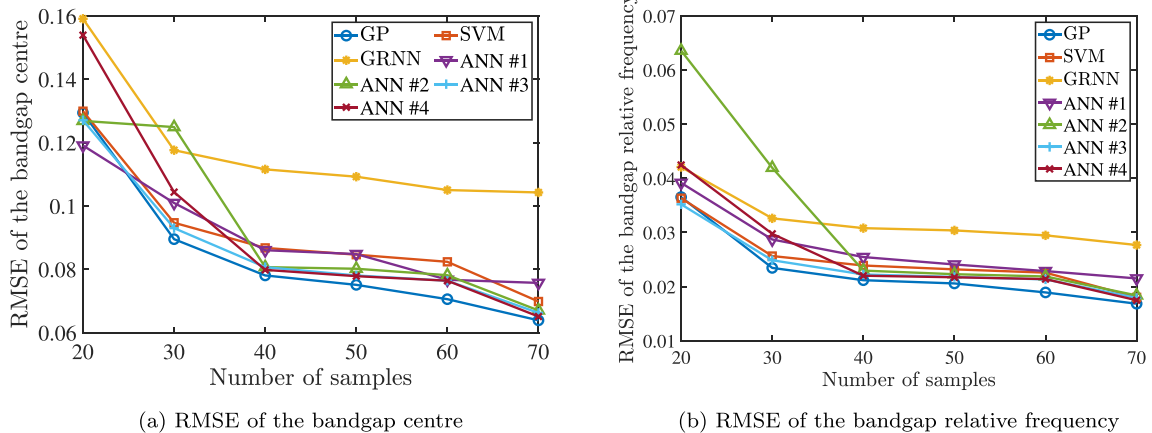 RMSE of the bandgap centre
0.16
0.14
0.12
0.1
0.08
0.06
20
30
40
50
60
70
Number of samples
GP
SVM
GRNN
ANN #1
ANN #2
ANN #3
ANN #4
(a) RMSE of the bandgap centre
RMSE of the bandgap relative frequency
0.07
0.06
0.05
0.04
0.03
0.02
0.01
20
30
40
50
60
70
Number of samples
GP
SVM
GRNN
ANN #1
ANN #2
ANN #3
ANN #4
(b) RMSE of the bandgap relative frequency